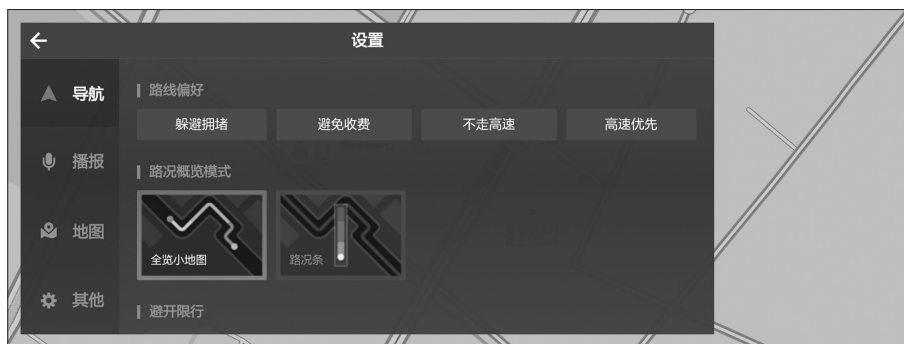 设置
导航
路线偏好
躲避拥堵 避免收费 不走高速 高速优先
播报
路况概览模式
地图
全览小地图 路况条
其他
避开限行